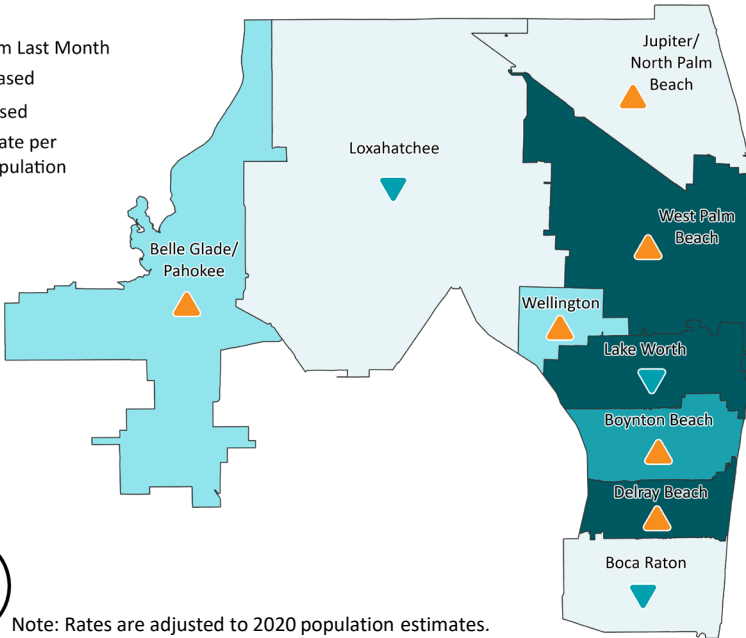 m Last Month
ased
sed
ate per
pulation
Jupiter/
North Palm
Beach
Loxahatchee
West Palm
Beach
Belle Glade/
Pahokee
Wellington
Lake Worth
Boynton Beach
Delray Beach
Boca Raton
Note: Rates are adjusted to 2020 population estimates.